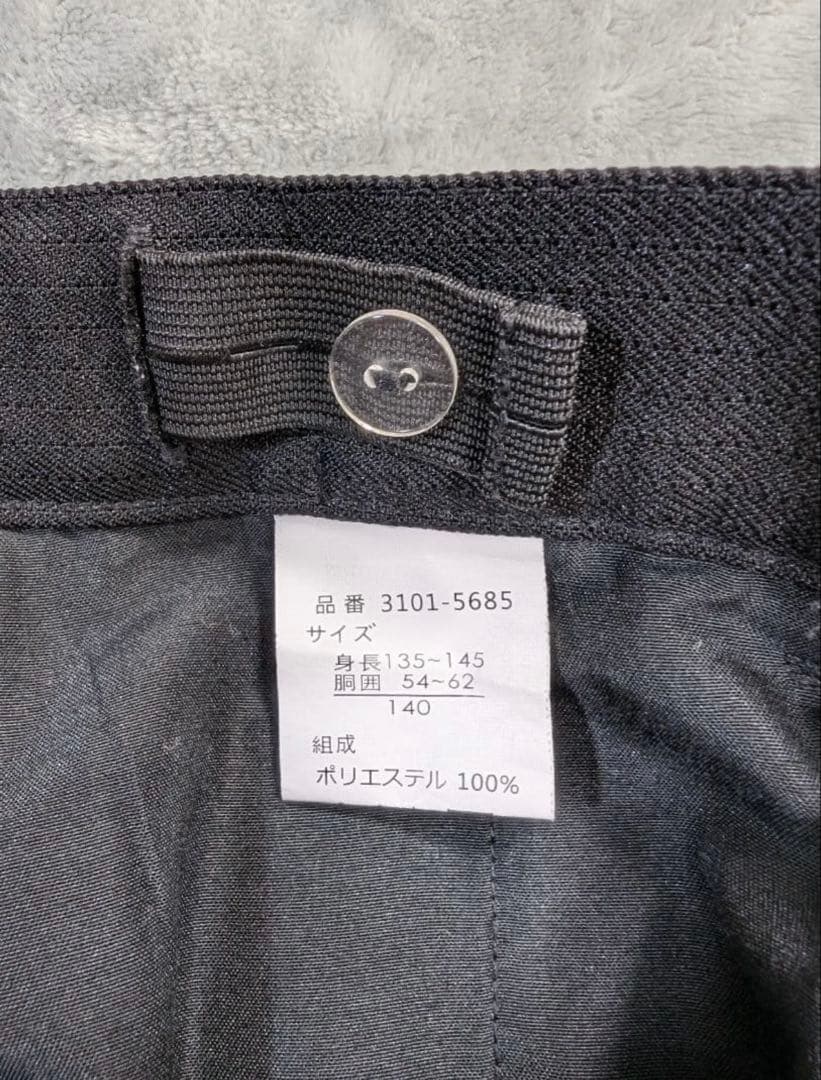 品番 3101-5685
サイズ
身長135~145
胴囲 54~62
140
組成
ポリエステル 100%